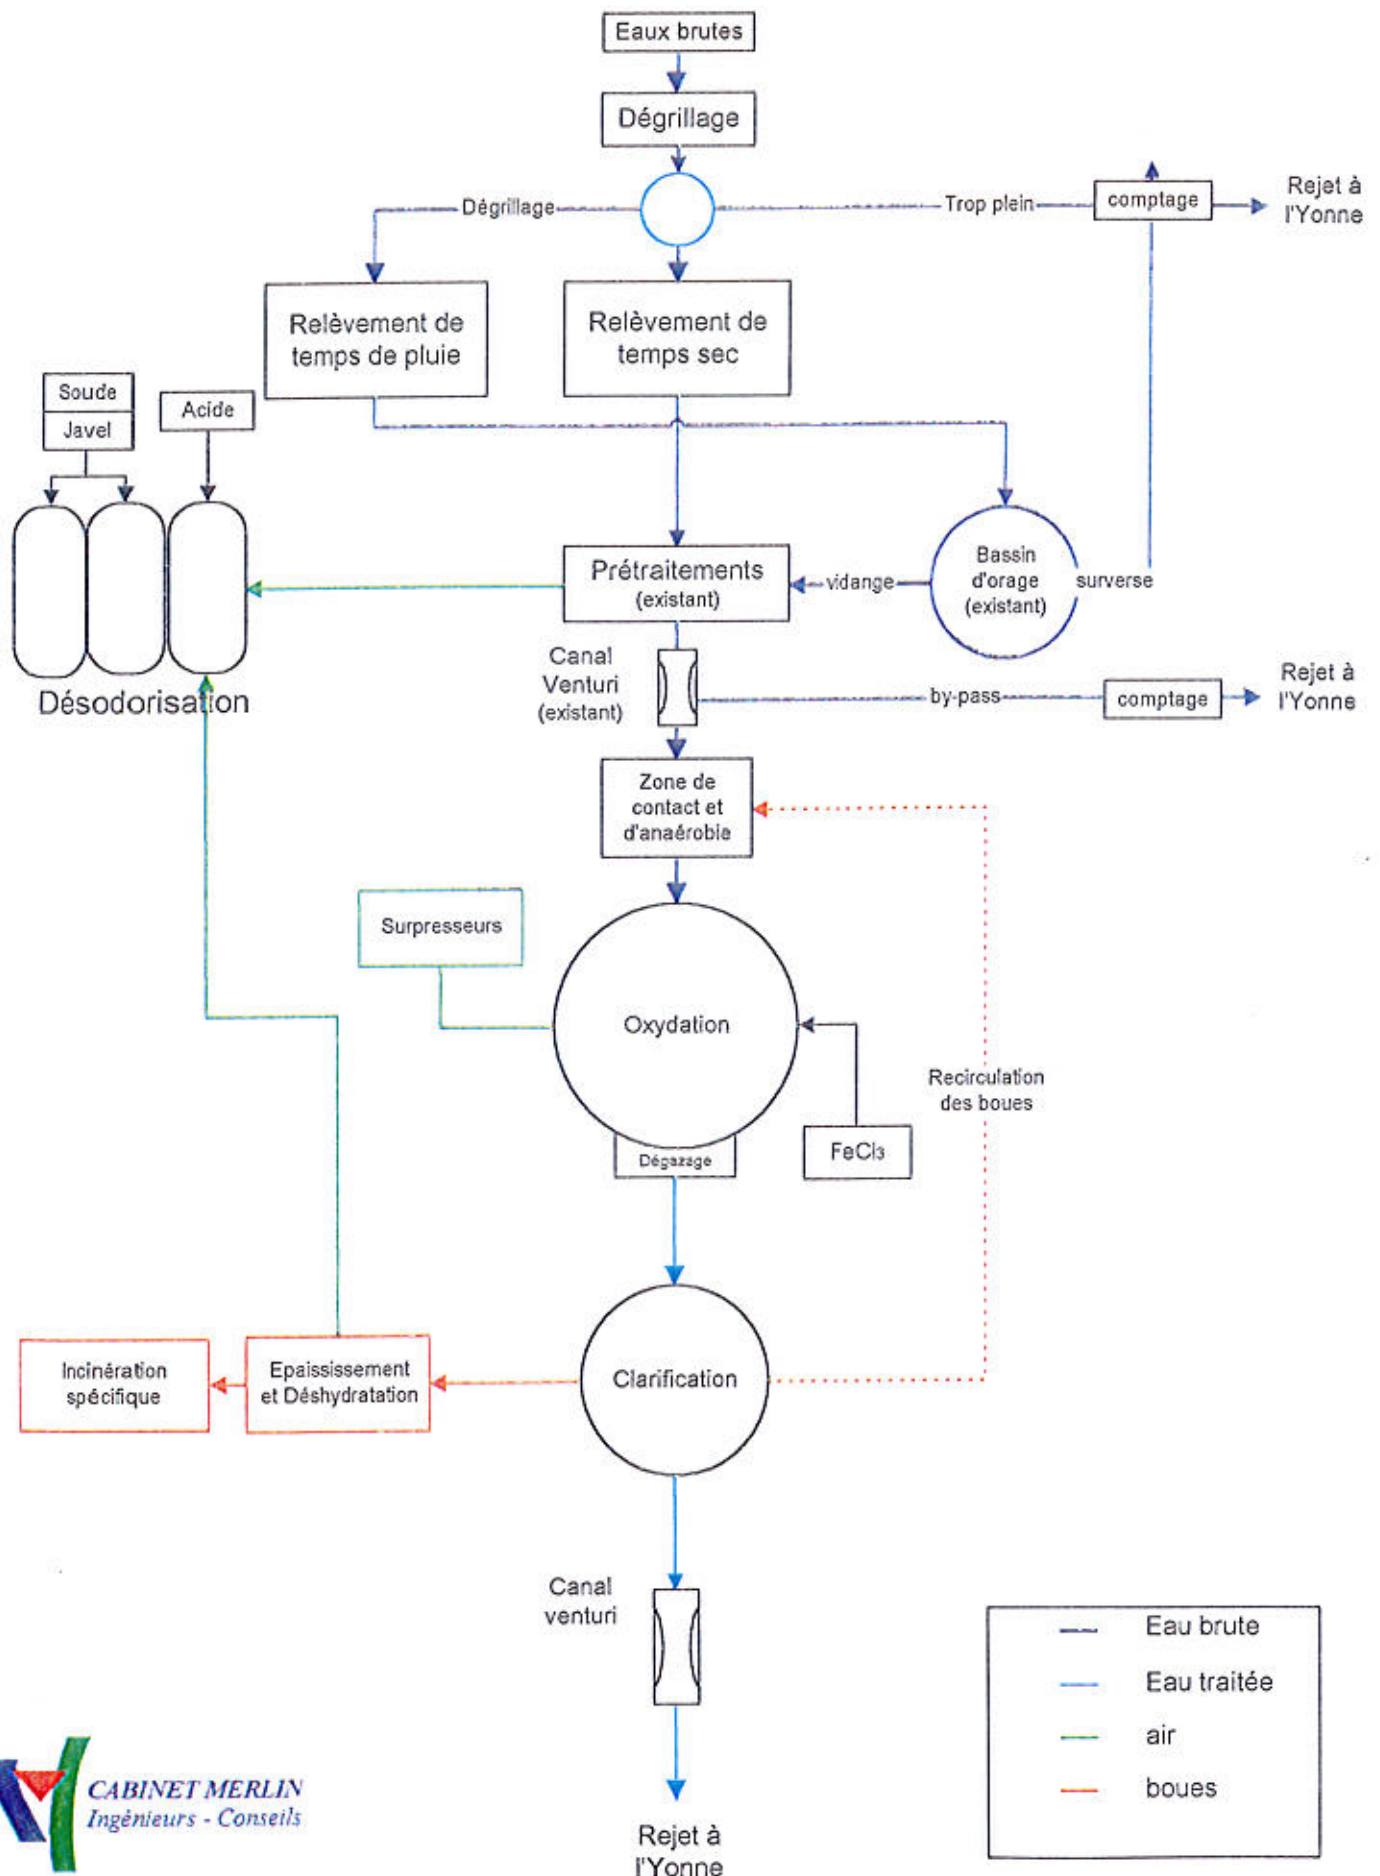 Eaux brutes
Dégrillage
Dégrillage
Trop plein
comptage
Rejet à
l'Yonne
Relèvement de
temps de pluie
Relèvement de
temps sec
Soude
Javel
Acide
Prétraitements
(existant)
vidange
Bassin
d'orage
(existant)
surverse
Désodorisation
Canal
Venturi
(existant)
by-pass
comptage
Rejet à
l'Yonne
Zone de
contact et
d'anaérobie
Surpresseurs
Oxydation
Recirculation
des boues
Dégazage
FeCl3
Incinération
spécifique
Epaississement
et Déshydratation
Clarification
Canal
venturi
Eau brute
Eau traitée
air
boues
CABINET MERLIN
Ingénieurs - Conseils
Rejet à
l'Yonne